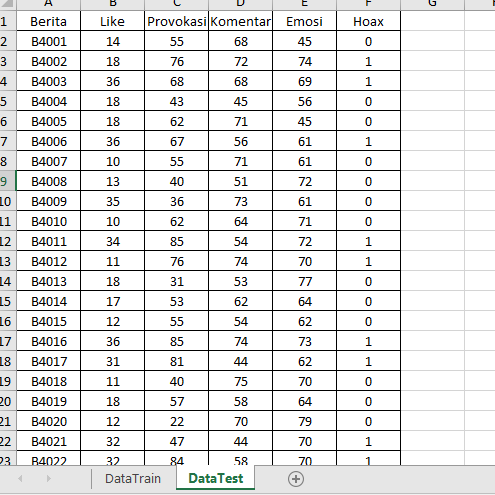 A B C D E F G
1 Berita Like Provokasi Komentar Emosi Hoax
2 B4001 14 55 68 45 0
3 B4002 18 76 72 74 1
4 B4003 36 68 68 69 1
5 B4004 18 43 45 56 0
6 B4005 18 62 71 45 0
7 B4006 36 67 56 61 1
8 B4007 10 55 71 61 0
9 B4008 13 40 51 72 0
10 B4009 35 36 73 61 0
11 B4010 10 62 64 71 0
12 B4011 34 85 54 72 1
13 B4012 11 76 74 70 1
14 B4013 18 31 53 77 0
15 B4014 17 53 62 64 0
16 B4015 12 55 54 62 0
17 B4016 36 85 74 73 1
18 B4017 31 81 44 62 1
19 B4018 11 40 75 70 0
20 B4019 18 57 58 64 0
21 B4020 12 22 70 79 0
22 B4021 32 47 44 70 1
23 B4022 32 84 58 70 1
DataTrain DataTest